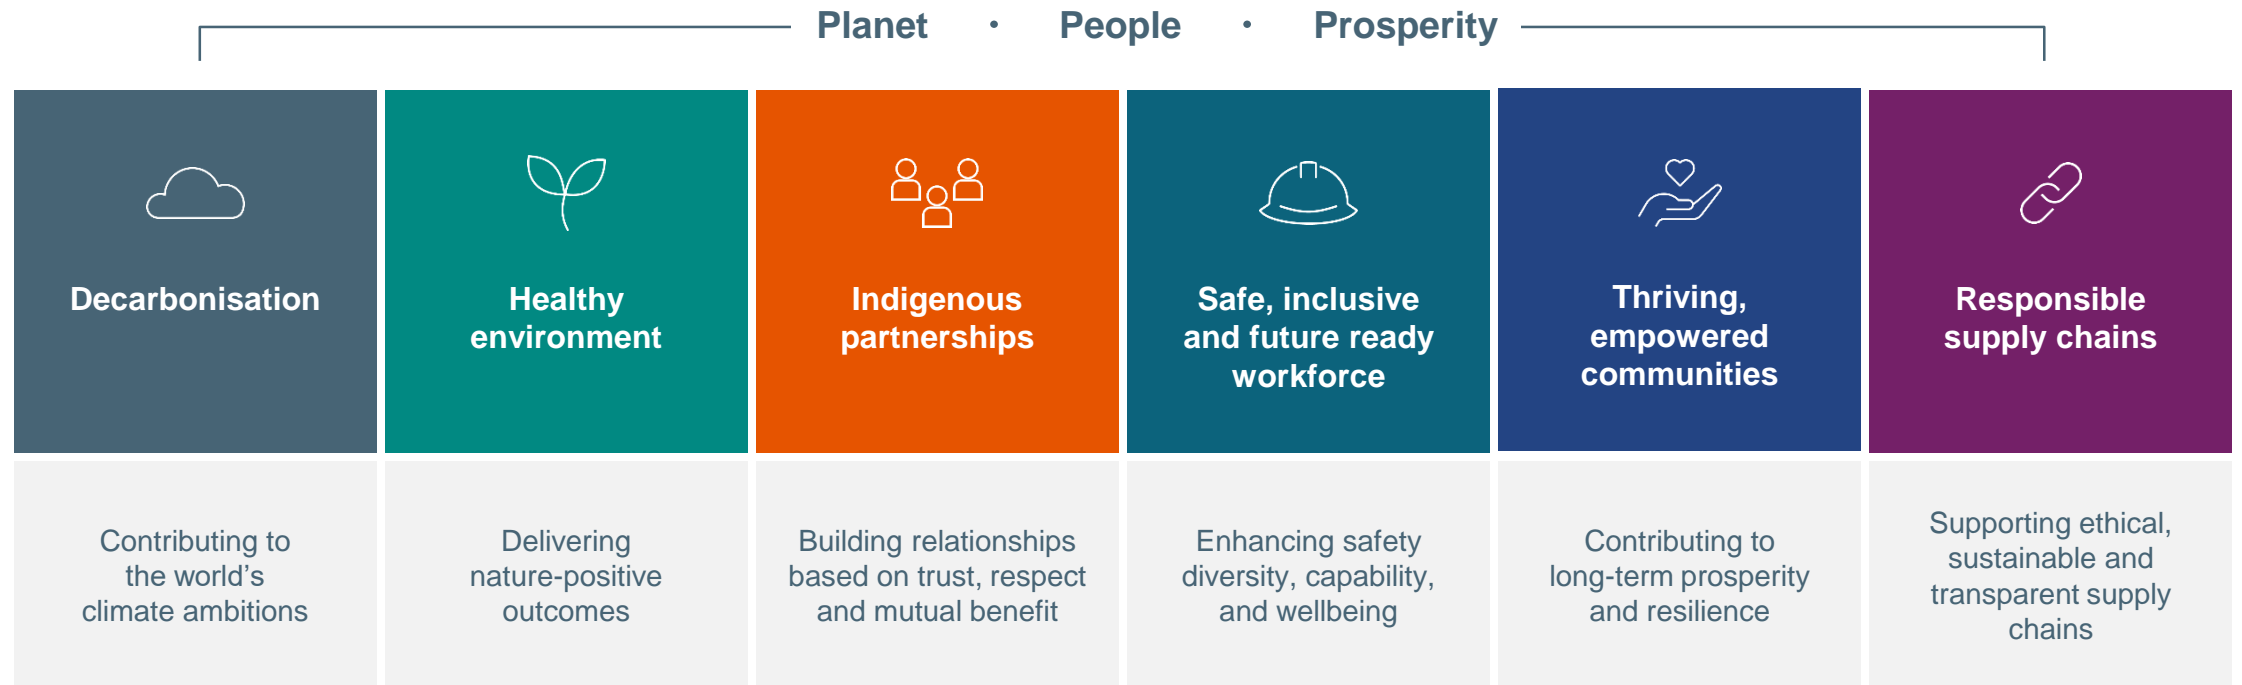 Planet • People • Prosperity
Decarbonisation
Healthy
environment
Indigenous
partnerships
Safe, inclusive
and future ready
workforce
Thriving,
empowered
communities
Responsible
supply chains
Contributing to
the world's
climate ambitions
Delivering
nature-positive
outcomes
Building relationships
based on trust, respect
and mutual benefit
Enhancing safety
diversity, capability,
and wellbeing
Contributing to
long-term prosperity
and resilience
Supporting ethical,
sustainable and
transparent supply
chains